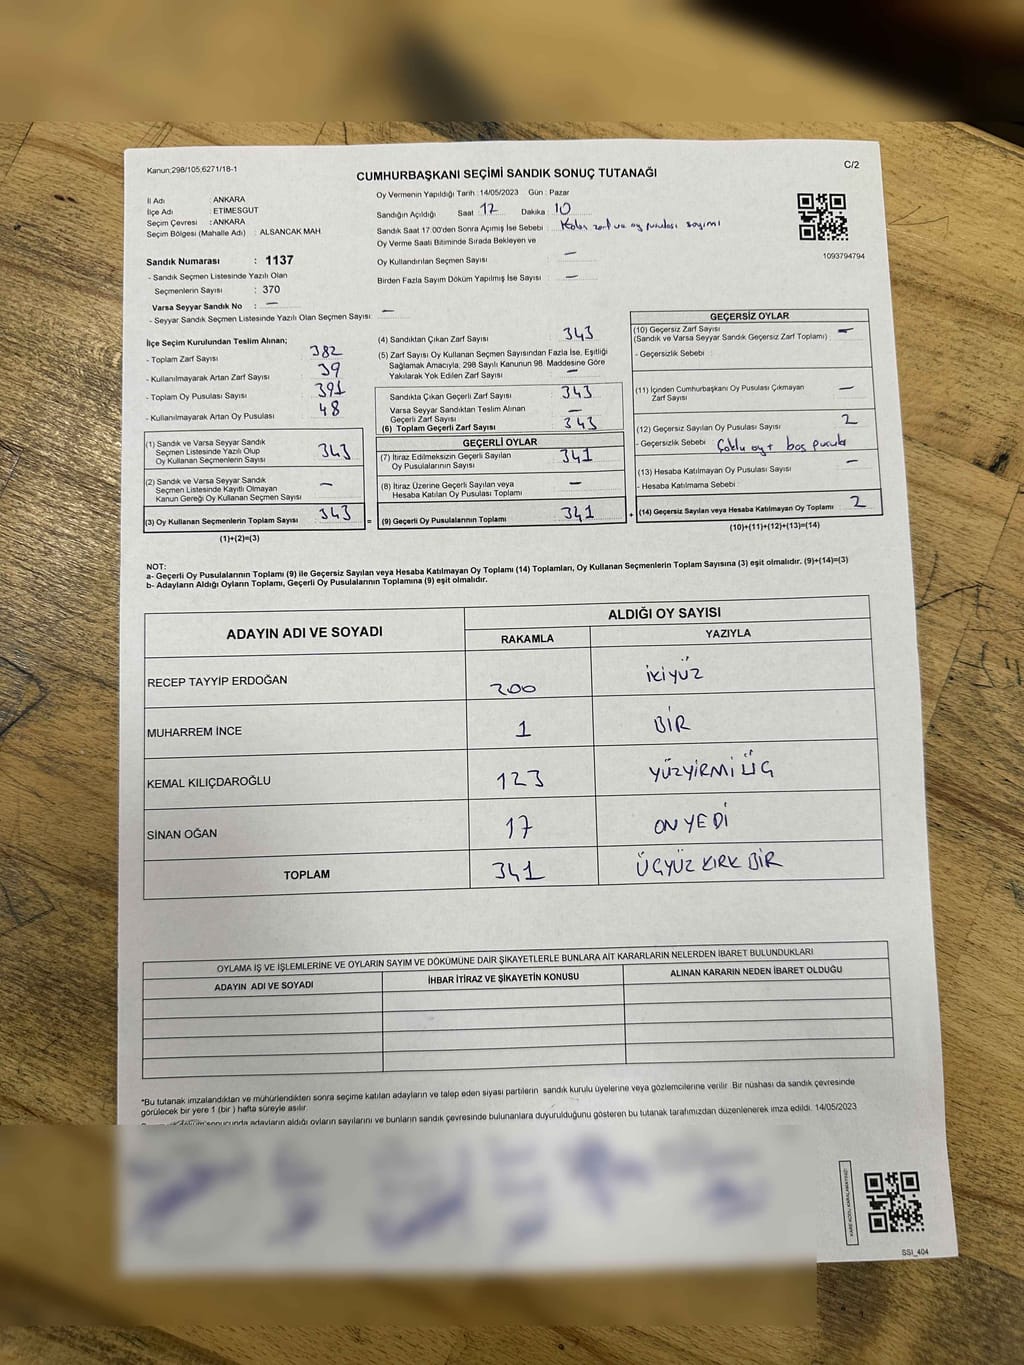 Kanun;298/105,6271/18-1
C/2
CUMHURBAŞKANI SEÇİMİ SANDIK SONUÇ TUTANAĞI
İl Adı : ANKARA
İlçe Adı : ETİMESGUT
Seçim Çevresi : ANKARA
Seçim Bölgesi (Mahalle Adı) : ALSANCAK MAH
Sandık Numarası : 1137
- Sandık Seçmen Listesinde Yazılı Olan
Seçmenlerin Sayısı : 370
Varsa Seyyar Sandık No : —
- Seyyar Sandık Seçmen Listesinde Yazılı Olan Seçmen Sayısı: —
Oy Vermenin Yapıldığı Tarih : 14/05/2023 Gün : Pazar
Sandığın Açıldığı Saat 17 Dakika 10
Sandık Saat 17.00'den Sonra Açımış İse Sebebi : Kalan zarf ve oy pusulası sayımı
Oy Verme Saati Bitiminde Sırada Bekleyen ve
Oy Kullandırılan Seçmen Sayısı : —
Birden Fazla Sayım Döküm Yapılmış İse Sayısı : —
1093794794
İlçe Seçim Kurulundan Teslim Alınan;
- Toplam Zarf Sayısı 382
- Kullanılmayarak Artan Zarf Sayısı 39
- Toplam Oy Pusulası Sayısı 391
- Kullanılmayarak Artan Oy Pusulası 48
(1) Sandık ve Varsa Seyyar Sandık
Seçmen Listesinde Yazılı Olup
Oy Kullanan Seçmenlerin Sayısı 343
(2) Sandık ve Varsa Seyyar Sandık
Seçmen Listesinde Kayıtlı Olmayan
Kanun Gereği Oy Kullanan Seçmen Sayısı —
(3) Oy Kullanan Seçmenlerin Toplam Sayısı 343 =
(1)+(2)=(3)
(4) Sandıktan Çıkan Zarf Sayısı 343
(5) Zarf Sayısı Oy Kullanan Seçmen Sayısından Fazla İse, Eşitliği
Sağlamak Amacıyla, 298 Sayılı Kanunun 98. Maddesine Göre
Yakılarak Yok Edilen Zarf Sayısı —
Sandıkta Çıkan Geçerli Zarf Sayısı 343
Varsa Seyyar Sandıktan Teslim Alınan
Geçerli Zarf Sayısı —
(6) Toplam Geçerli Zarf Sayısı 343
GEÇERLİ OYLAR
(7) İtiraz Edilmeksizin Geçerli Sayılan
Oy Pusulalarının Sayısı 341
(8) İtiraz Üzerine Geçerli Sayılan veya
Hesaba Katılan Oy Pusulası Toplamı —
(9) Geçerli Oy Pusulalarının Toplamı 341 +
GEÇERSİZ OYLAR
(10) Geçersiz Zarf Sayısı
(Sandık ve Varsa Seyyar Sandık Geçersiz Zarf Toplamı) : —
- Geçersizlik Sebebi :
(11) İçinden Cumhurbaşkanı Oy Pusulası Çıkmayan
Zarf Sayısı —
(12) Geçersiz Sayılan Oy Pusulası Sayısı 2
- Geçersizlik Sebebi : Çoklu oy + boş pusula
(13) Hesaba Katılmayan Oy Pusulası Sayısı —
- Hesaba Katılmama Sebebi :
(14) Geçersiz Sayılan veya Hesaba Katılmayan Oy Toplamı 2
(10)+(11)+(12)+(13)=(14)
NOT:
a- Geçerli Oy Pusulalarının Toplamı (9) ile Geçersiz Sayılan veya Hesaba Katılmayan Oy Toplamı (14) Toplamları, Oy Kullanan Seçmenlerin Toplam Sayısına (3) eşit olmalıdır. (9)+(14)=(3)
b- Adayların Aldığı Oyların Toplamı, Geçerli Oy Pusulalarının Toplamına (9) eşit olmalıdır.
ADAYIN ADI VE SOYADI ALDIĞI OY SAYISI
RAKAMLA YAZIYLA
RECEP TAYYİP ERDOĞAN 200 İKİYÜZ
MUHARREM İNCE 1 BİR
KEMAL KILIÇDAROĞLU 123 YÜZYİRMİ ÜÇ
SİNAN OĞAN 17 ON YEDİ
TOPLAM 341 ÜÇYÜZ KIRK BİR
OYLAMA İŞ VE İŞLEMLERİNE VE OYLARIN SAYIM VE DÖKÜMÜNE DAİR ŞİKAYETLERLE BUNLARA AİT KARARLARIN NELERDEN İBARET BULUNDUKLARI
ADAYIN ADI VE SOYADI İHBAR İTİRAZ VE ŞİKAYETİN KONUSU ALINAN KARARIN NEDEN İBARET OLDUĞU
*Bu tutanak imzalandıktan ve mühürlendikten sonra seçime katılan adayların ve talep eden siyasi partilerin sandık kurulu üyelerine veya gözlemcilerine verilir. Bir nüshası da sandık çevresinde
görülecek bir yere 1 (bir) hafta süreyle asılır.
sonucunda adayların aldığı oyların sayılarını ve bunların sandık çevresinde bulunanlara duyurulduğunu gösteren bu tutanak tarafımızdan düzenlenerek imza edildi. 14/05/2023
SSI_404